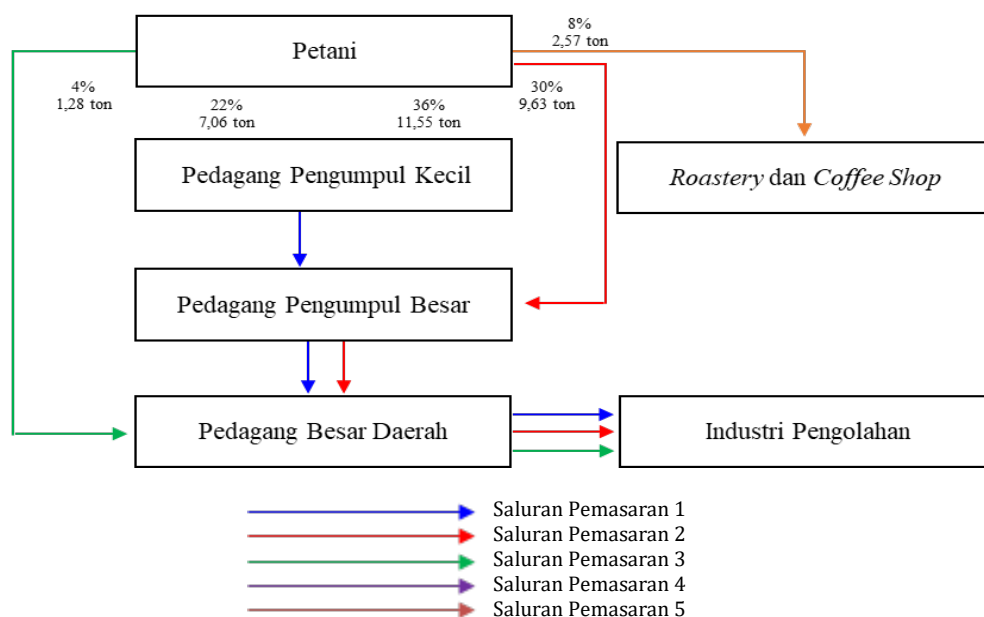 Petani
8%
2,57 ton
4%
1,28 ton
22%
7,06 ton
36%
11,55 ton
30%
9,63 ton
Pedagang Pengumpul Kecil
Roastery dan Coffee Shop
Pedagang Pengumpul Besar
Pedagang Besar Daerah
Industri Pengolahan
Saluran Pemasaran 1
Saluran Pemasaran 2
Saluran Pemasaran 3
Saluran Pemasaran 4
Saluran Pemasaran 5